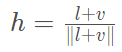 h = \frac{l+v}{\|l+v\|}